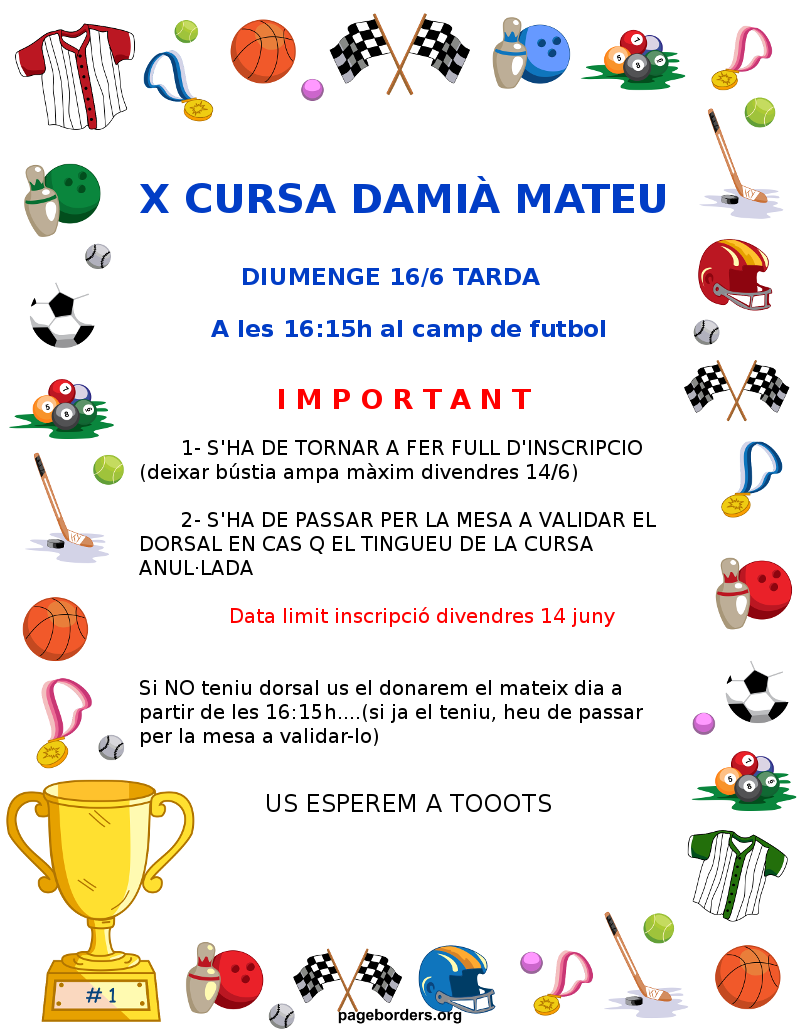 X CURSA DAMIÀ MATEU
DIUMENGE 16/6 TARDA
A les 16:15h al camp de futbol
I M P O R T A N T
1- S'HA DE TORNAR A FER FULL D'INSCRIPCIO
(deixar bústia ampa màxim divendres 14/6)
2- S'HA DE PASSAR PER LA MESA A VALIDAR EL
DORSAL EN CAS Q EL TINGUEU DE LA CURSA
ANUL·LADA
Data limit inscripció divendres 14 juny
Si NO teniu dorsal us el donarem el mateix dia a
partir de les 16:15h....(si ja el teniu, heu de passar
per la mesa a validar-lo)
US ESPEREM A TOOOTS
# 1
pageborders.org